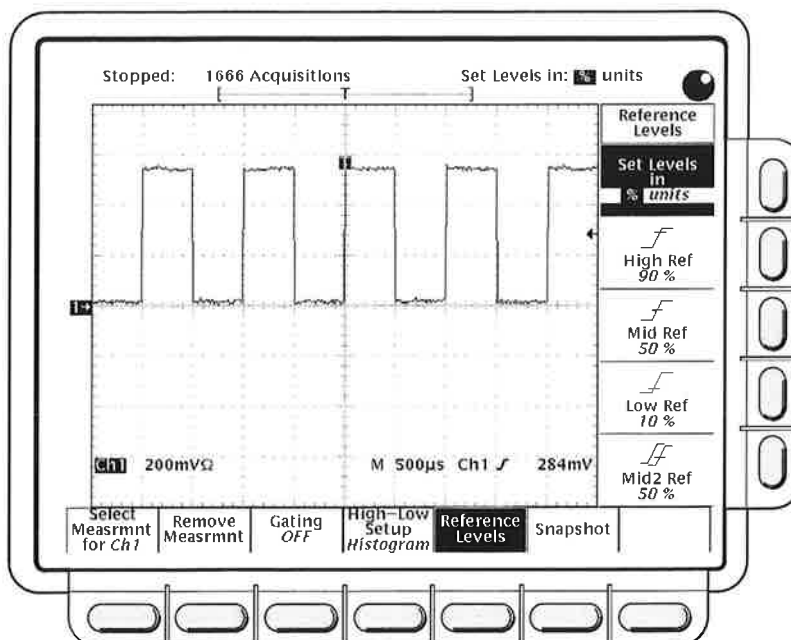 Stopped: 1666 Acquisitions
Set Levels in: % units
T
Reference
Levels
Set Levels
in
% units
High Ref
90 %
Mid Ref
50 %
Low Ref
10 %
Mid2 Ref
50 %
T
1
Ch1 200mVΩ M 500µs Ch1 284mV
Select
Measrmnt
for Ch1
Remove
Measrmnt
Gating
OFF
High–Low
Setup
Histogram
Reference
Levels
Snapshot